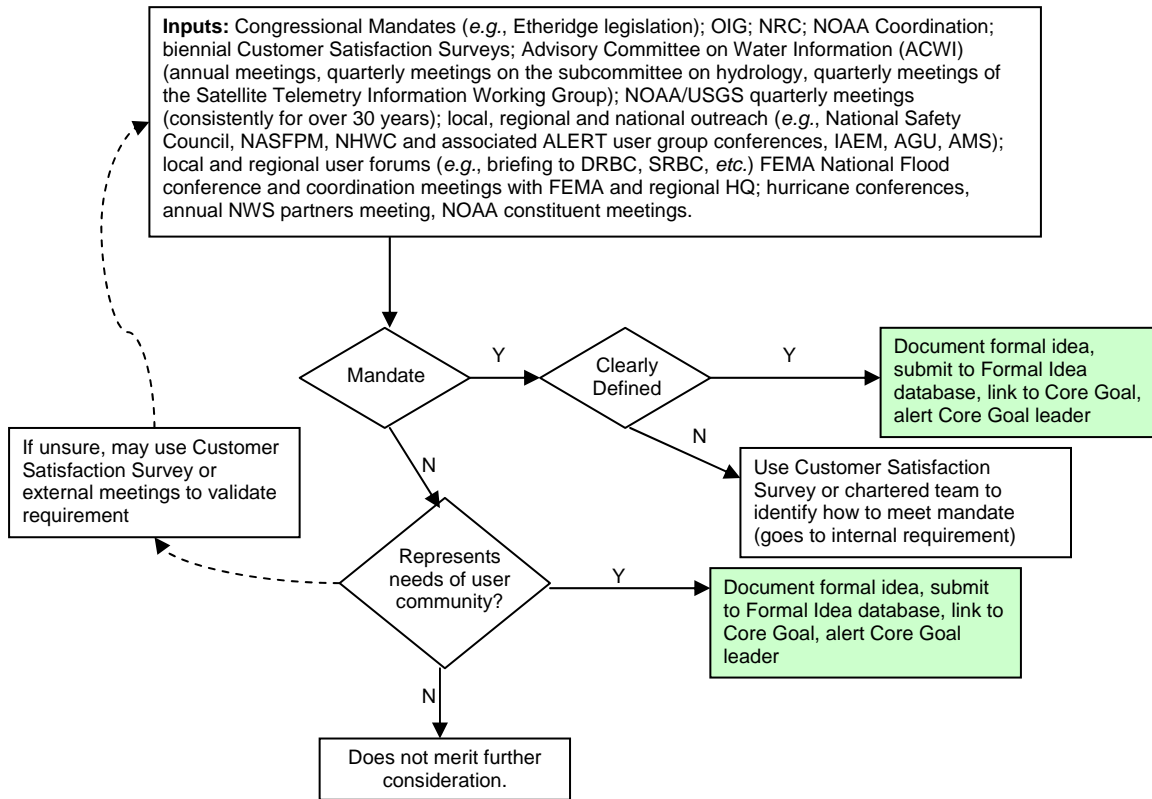 Inputs: Congressional Mandates (e.g., Etheridge legislation); OIG; NRC; NOAA Coordination;
biennial Customer Satisfaction Surveys; Advisory Committee on Water Information (ACWI)
(annual meetings, quarterly meetings on the subcommittee on hydrology, quarterly meetings of
the Satellite Telemetry Information Working Group); NOAA/USGS quarterly meetings
(consistently for over 30 years); local, regional and national outreach (e.g., National Safety
Council, NASFPM, NHWC and associated ALERT user group conferences, IAEM, AGU, AMS);
local and regional user forums (e.g., briefing to DRBC, SRBC, etc.) FEMA National Flood
conference and coordination meetings with FEMA and regional HQ; hurricane conferences,
annual NWS partners meeting, NOAA constituent meetings.
Mandate
Y
Clearly
Defined
Y
Document formal idea,
submit to Formal Idea
database, link to Core Goal,
alert Core Goal leader
N
Use Customer Satisfaction
Survey or chartered team to
identify how to meet mandate
(goes to internal requirement)
N
If unsure, may use Customer
Satisfaction Survey or
external meetings to validate
requirement
Represents
needs of user
community?
Y
Document formal idea, submit
to Formal Idea database, link to
Core Goal, alert Core Goal
leader
N
Does not merit further
consideration.